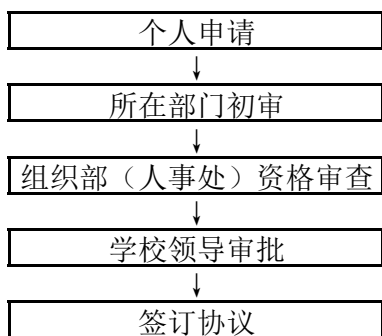 个人申请
↓
所在部门初审
↓
组织部（人事处）资格审查
↓
学校领导审批
↓
签订协议